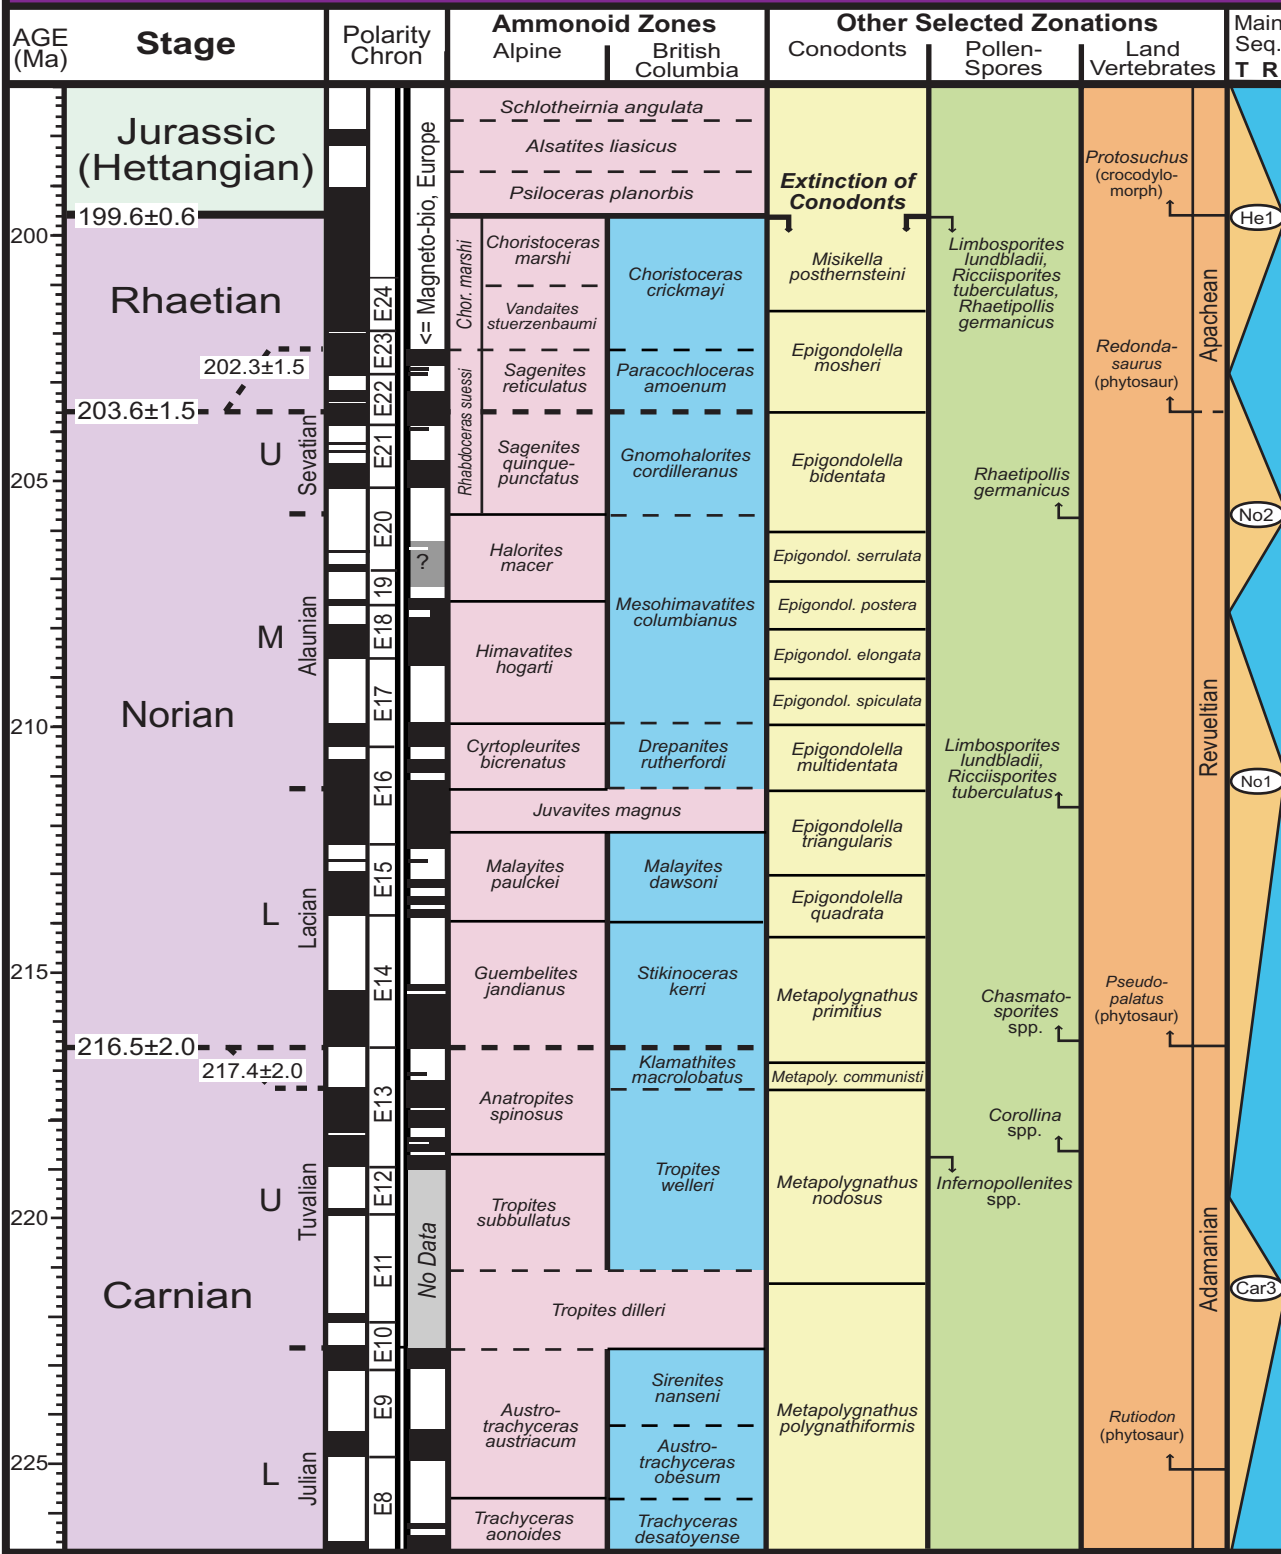 AGE
(Ma)
Stage
Polarity
Chron
Ammonoid Zones
Alpine
British
Columbia
Other Selected Zonations
Conodonts
Pollen-
Spores
Land
Vertebrates
Main
Seq.
T R
200
205
210
215
220
225
Jurassic
(Hettangian)
199.6±0.6
Rhaetian
202.3±1.5
203.6±1.5
U
Sevatian
M
Alaunian
Norian
L
Lacian
216.5±2.0
217.4±2.0
U
Tuvalian
Carnian
L
Julian
E24
E23
E22
E21
E20
19
E18
E17
E16
E15
E14
E13
E12
E11
E10
E9
E8
<= Magneto-bio, Europe
?
No Data
Schlotheirnia angulata
Alsatites liasicus
Psiloceras planorbis
Chor. marshi
Rhabdoceras suessi
Choristoceras
marshi
Vandaites
stuerzenbaumi
Sagenites
reticulatus
Sagenites
quinque-
punctatus
Halorites
macer
Himavatites
hogarti
Cyrtopleurites
bicrenatus
Juvavites magnus
Malayites
paulckei
Guembelites
jandianus
Anatropites
spinosus
Tropites
subbullatus
Tropites dilleri
Austro-
trachyceras
austriacum
Trachyceras
aonoides
Choristoceras
crickmayi
Paracochloceras
amoenum
Gnomohalorites
cordilleranus
Mesohimavatites
columbianus
Drepanites
rutherfordi
Malayites
dawsoni
Stikinoceras
kerri
Klamathites
macrolobatus
Tropites
welleri
Sirenites
nanseni
Austro-
trachyceras
obesum
Trachyceras
desatoyense
Extinction of
Conodonts
Misikella
posthernsteini
Epigondolella
mosheri
Epigondolella
bidentata
Epigondol. serrulata
Epigondol. postera
Epigondol. elongata
Epigondol. spiculata
Epigondolella
multidentata
Epigondolella
triangularis
Epigondolella
quadrata
Metapolygnathus
primitius
Metapoly. communisti
Metapolygnathus
nodosus
Metapolygnathus
polygnathiformis
Limbosporites
lundbladii,
Ricciisporites
tuberculatus,
Rhaetipollis
germanicus
Rhaetipollis
germanicus
Limbosporites
lundbladii,
Ricciisporites
tuberculatus
Chasmato-
sporites
spp.
Corollina
spp.
Infernopollenites
spp.
Protosuchus
(crocodylo-
morph)
Redonda-
saurus
(phytosaur)
Pseudo-
palatus
(phytosaur)
Rutiodon
(phytosaur)
Apachean
Revueltian
Adamanian
He1
No2
No1
Car3